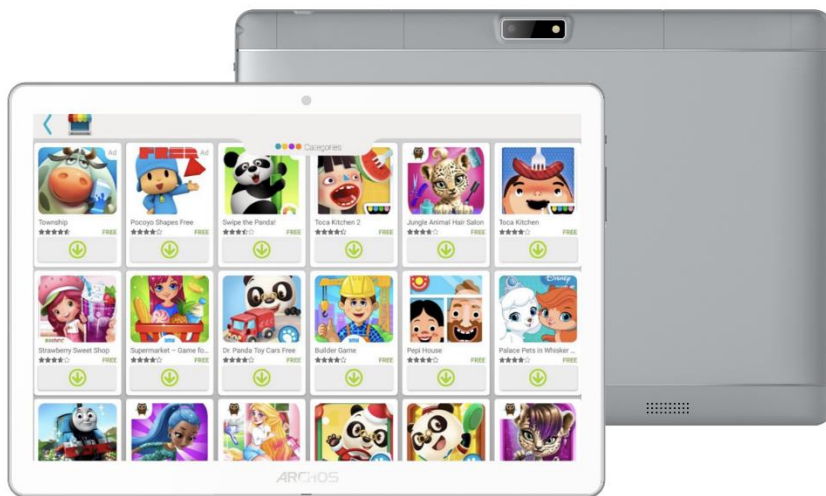 Categories
Ad
FREE
Ad
Township
FREE
Pocoyo Shapes Free
FREE
Swipe the Panda!
FREE
Toca Kitchen 2
FREE
Jungle Animal Hair Salon
FREE
Toca Kitchen
FREE
Disney
Strawberry Sweet Shop
FREE
Supermarket – Game fo...
FREE
Dr. Panda Toy Cars Free
FREE
Builder Game
FREE
Pepi House
FREE
Palace Pets in Whisker ...
FREE
ARCHOS